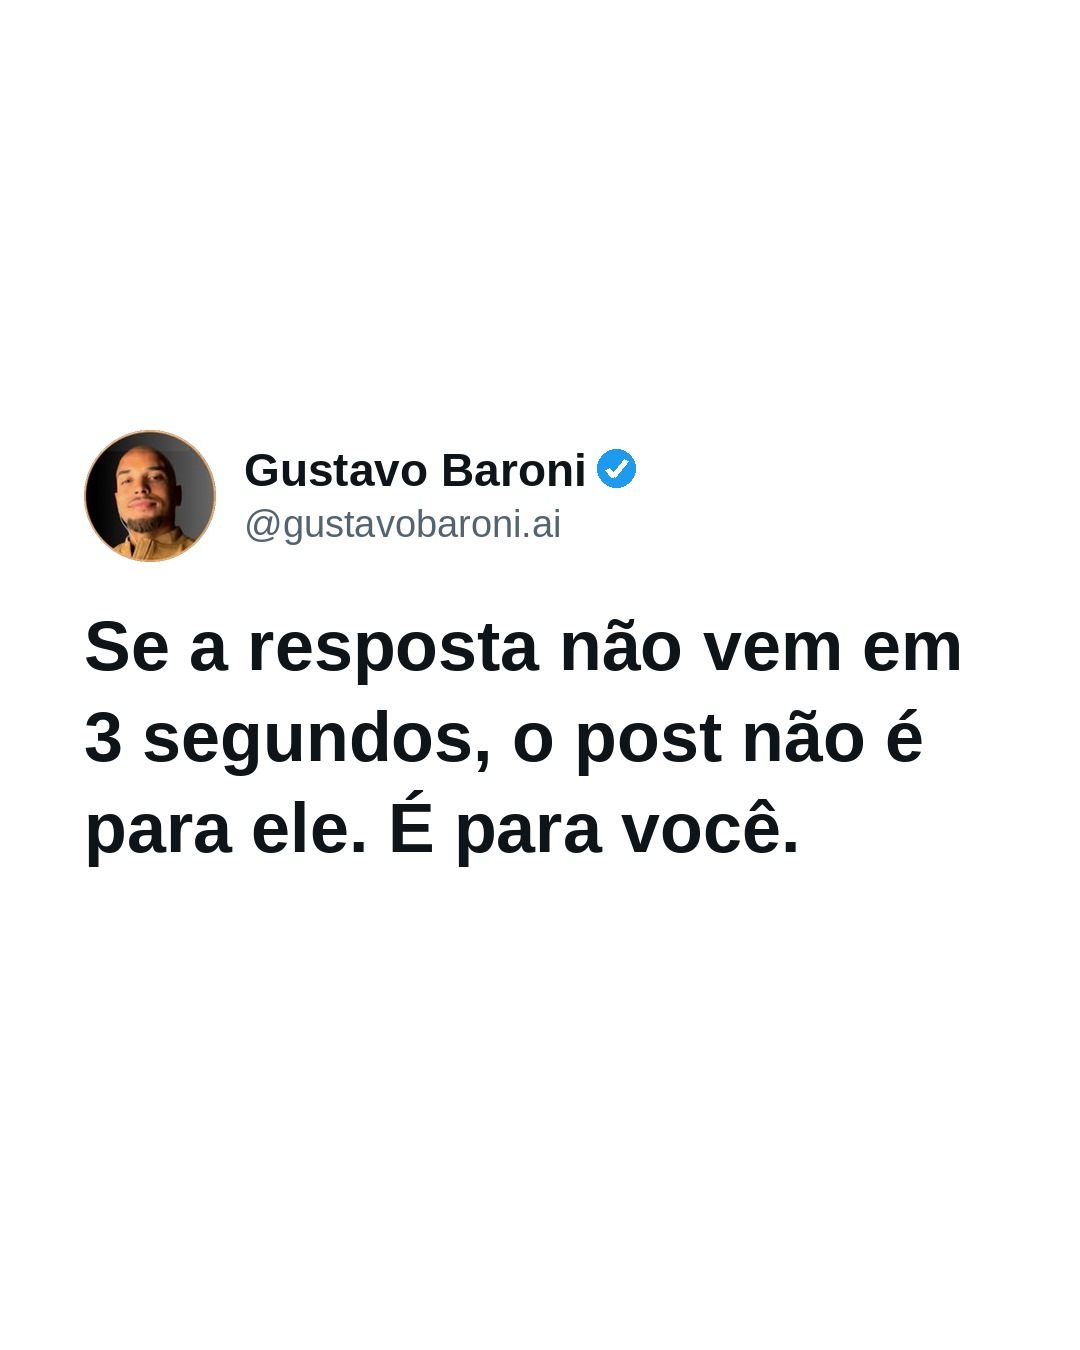 Gustavo Baroni
@gustavobaroni.ai
Se a resposta não vem em
3 segundos, o post não é
para ele. É para você.